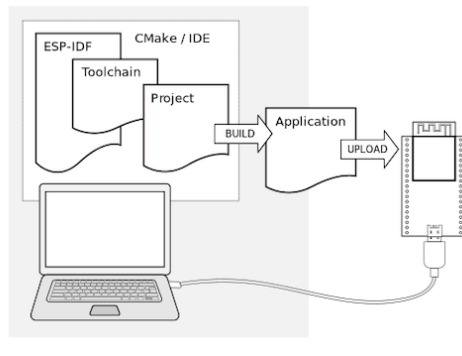 CMake / IDE
ESP-IDF
Toolchain
Project
BUILD
Application
UPLOAD